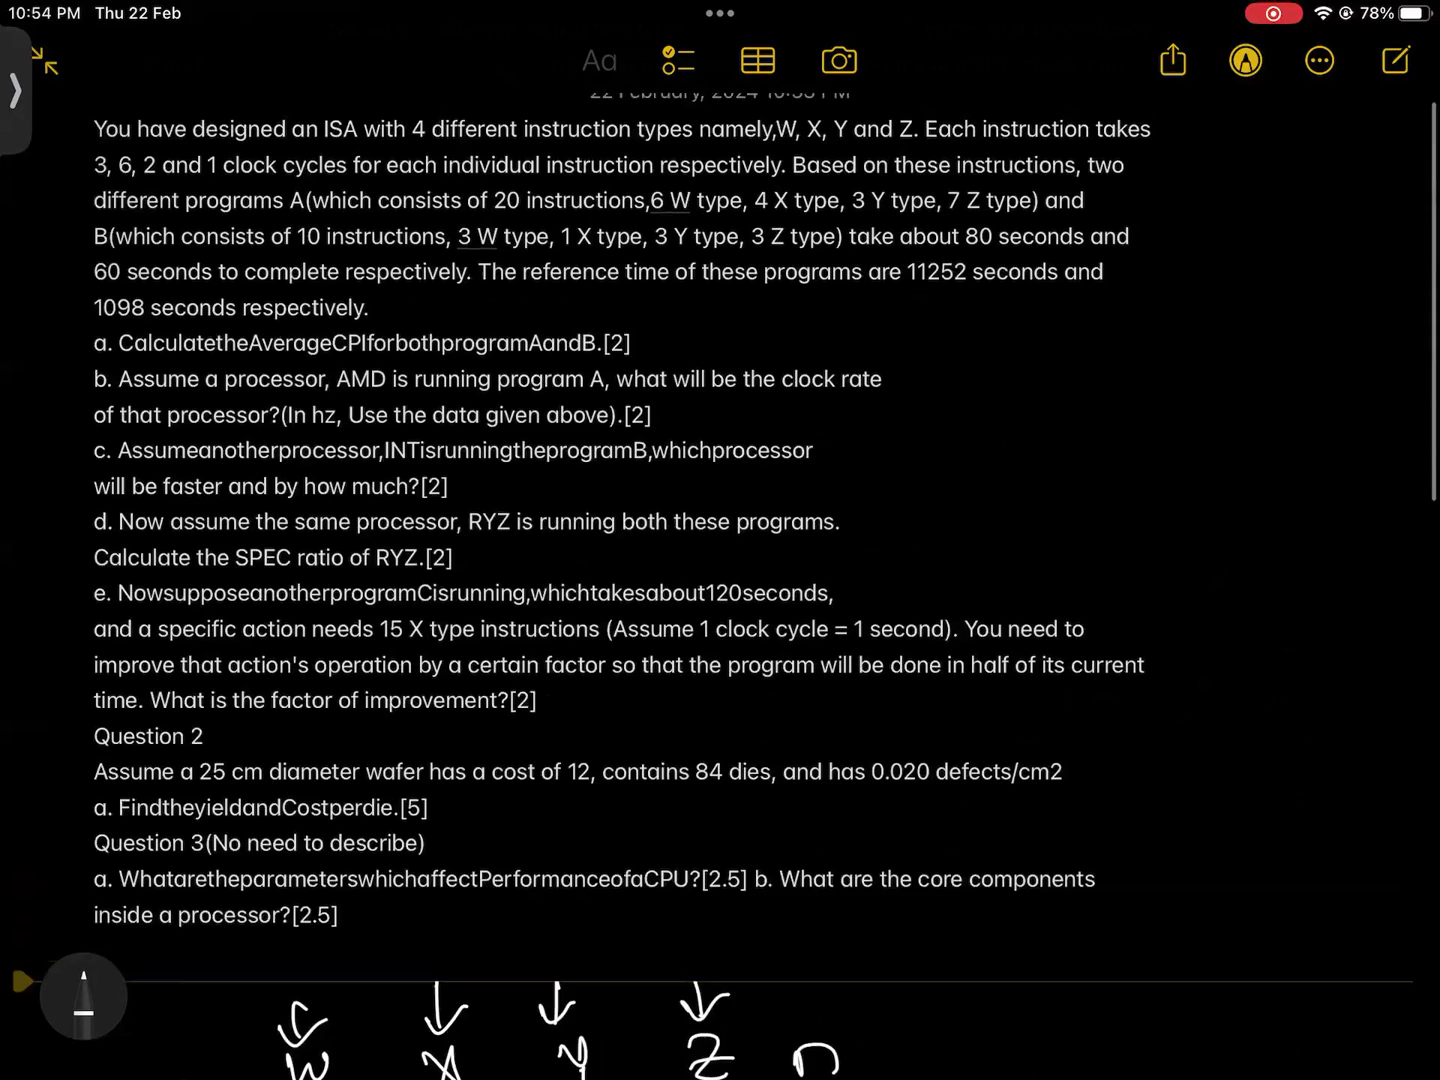 10:54 PM Thu 22 Feb
78%
Aa
22 February, 2024 10:53 PM
You have designed an ISA with 4 different instruction types namely,W, X, Y and Z. Each instruction takes
3, 6, 2 and 1 clock cycles for each individual instruction respectively. Based on these instructions, two
different programs A(which consists of 20 instructions,6 W type, 4 X type, 3 Y type, 7 Z type) and
B(which consists of 10 instructions, 3 W type, 1 X type, 3 Y type, 3 Z type) take about 80 seconds and
60 seconds to complete respectively. The reference time of these programs are 11252 seconds and
1098 seconds respectively.
a. CalculatetheAverageCPIforbothprogramAandB.[2]
b. Assume a processor, AMD is running program A, what will be the clock rate
of that processor?(In hz, Use the data given above).[2]
c. Assumeanotherprocessor,INTisrunningtheprogramB,whichprocessor
will be faster and by how much?[2]
d. Now assume the same processor, RYZ is running both these programs.
Calculate the SPEC ratio of RYZ.[2]
e. NowsupposeanotherprogramCisrunning,whichtakesabout120seconds,
and a specific action needs 15 X type instructions (Assume 1 clock cycle = 1 second). You need to
improve that action's operation by a certain factor so that the program will be done in half of its current
time. What is the factor of improvement?[2]
Question 2
Assume a 25 cm diameter wafer has a cost of 12, contains 84 dies, and has 0.020 defects/cm2
a. FindtheyieldandCostperdie.[5]
Question 3(No need to describe)
a. WhataretheparameterswhichaffectPerformanceofaCPU?[2.5] b. What are the core components
inside a processor?[2.5]
W X Y Z